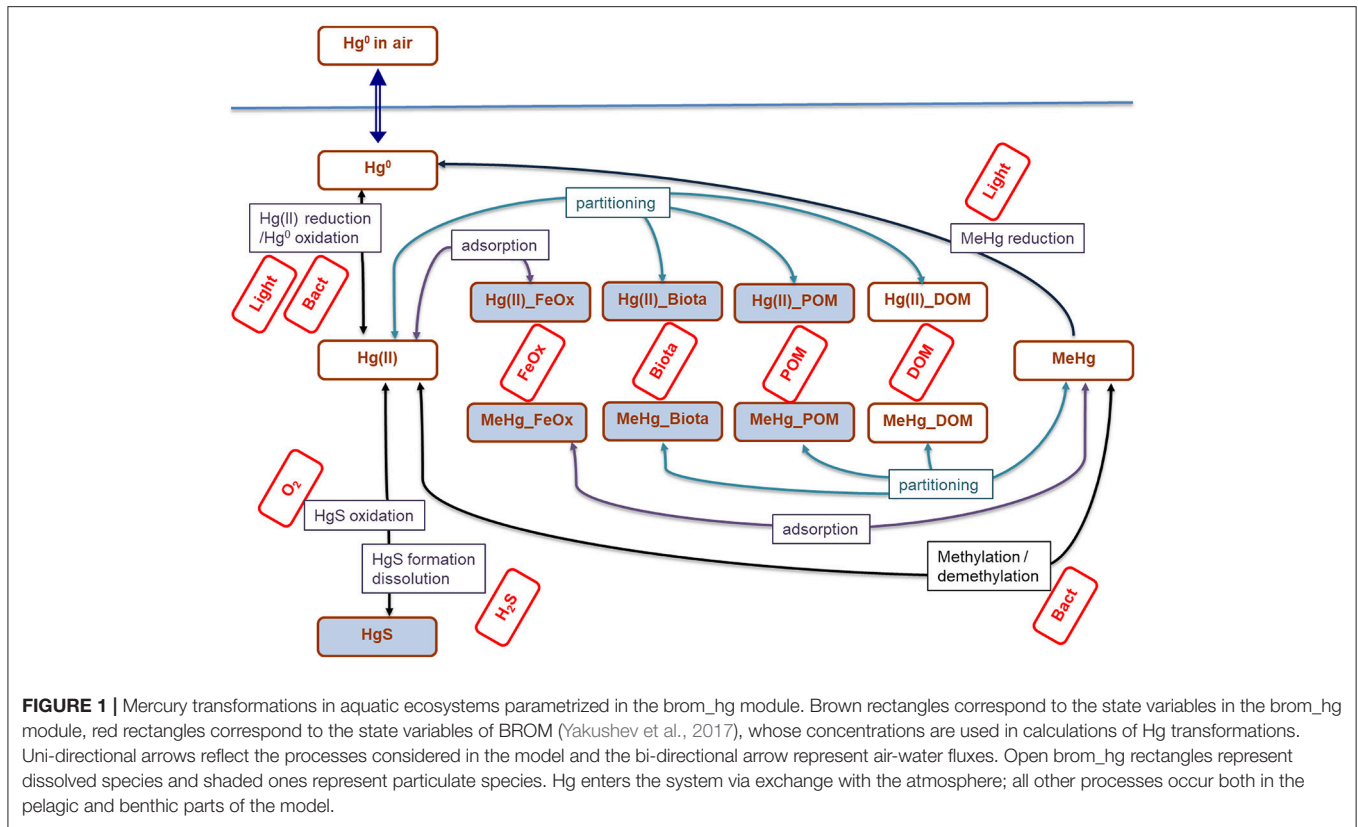 Hg⁰ in air
Hg⁰
Light
Hg(II) reduction
/Hg⁰ oxidation
partitioning
MeHg reduction
adsorption
Light
Bact
Hg(II)_FeOx
Hg(II)_Biota
Hg(II)_POM
Hg(II)_DOM
Hg(II)
FeOx
Biota
POM
DOM
MeHg
MeHg_FeOx
MeHg_Biota
MeHg_POM
MeHg_DOM
O₂
partitioning
HgS oxidation
adsorption
HgS formation
dissolution
Methylation /
demethylation
H₂S
Bact
HgS
FIGURE 1 | Mercury transformations in aquatic ecosystems parametrized in the brom_hg module. Brown rectangles correspond to the state variables in the brom_hg
module, red rectangles correspond to the state variables of BROM (Yakushev et al., 2017), whose concentrations are used in calculations of Hg transformations.
Uni-directional arrows reflect the processes considered in the model and the bi-directional arrow represent air-water fluxes. Open brom_hg rectangles represent
dissolved species and shaded ones represent particulate species. Hg enters the system via exchange with the atmosphere; all other processes occur both in the
pelagic and benthic parts of the model.